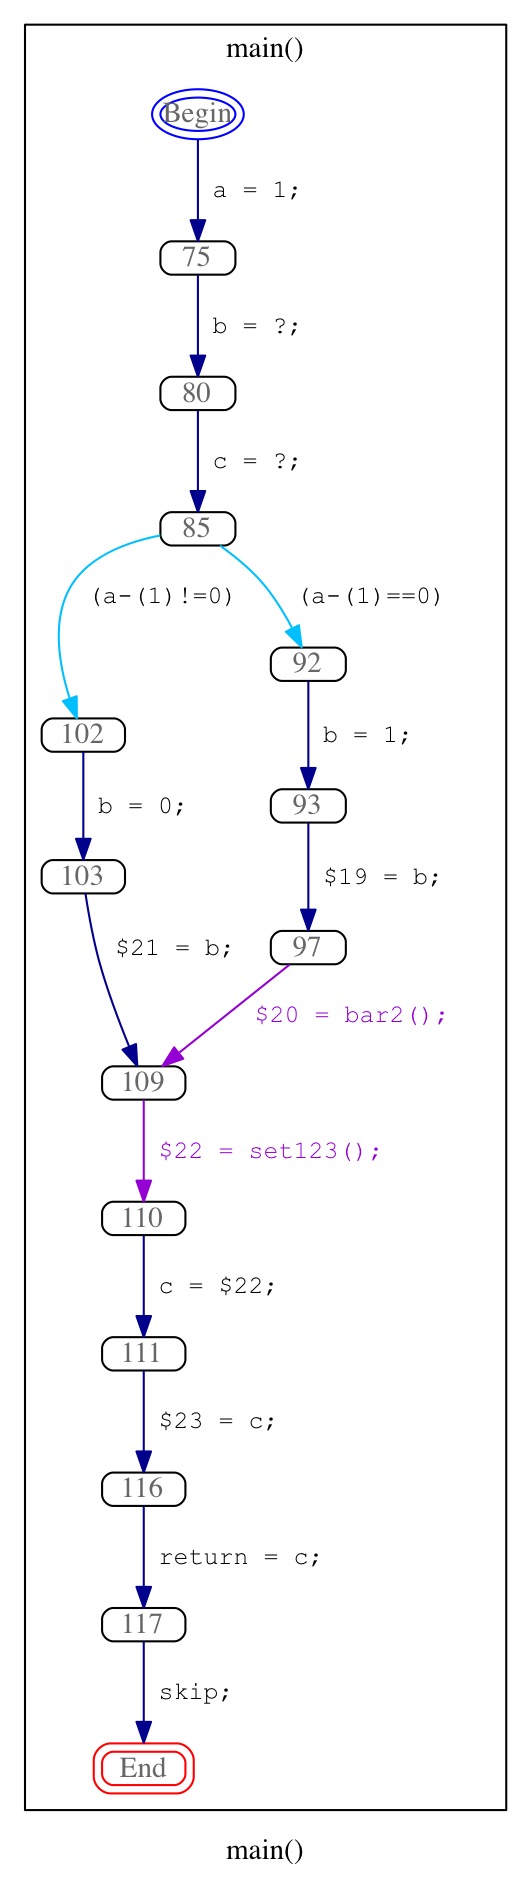 main()
Begin
a = 1;
75
b = ?;
80
c = ?;
85
(a-(1)!=0) (a-(1)==0)
92
102 b = 1;
b = 0; 93
103 $19 = b;
$21 = b; 97
$20 = bar2();
109
$22 = set123();
110
c = $22;
111
$23 = c;
116
return = c;
117
skip;
End
main()